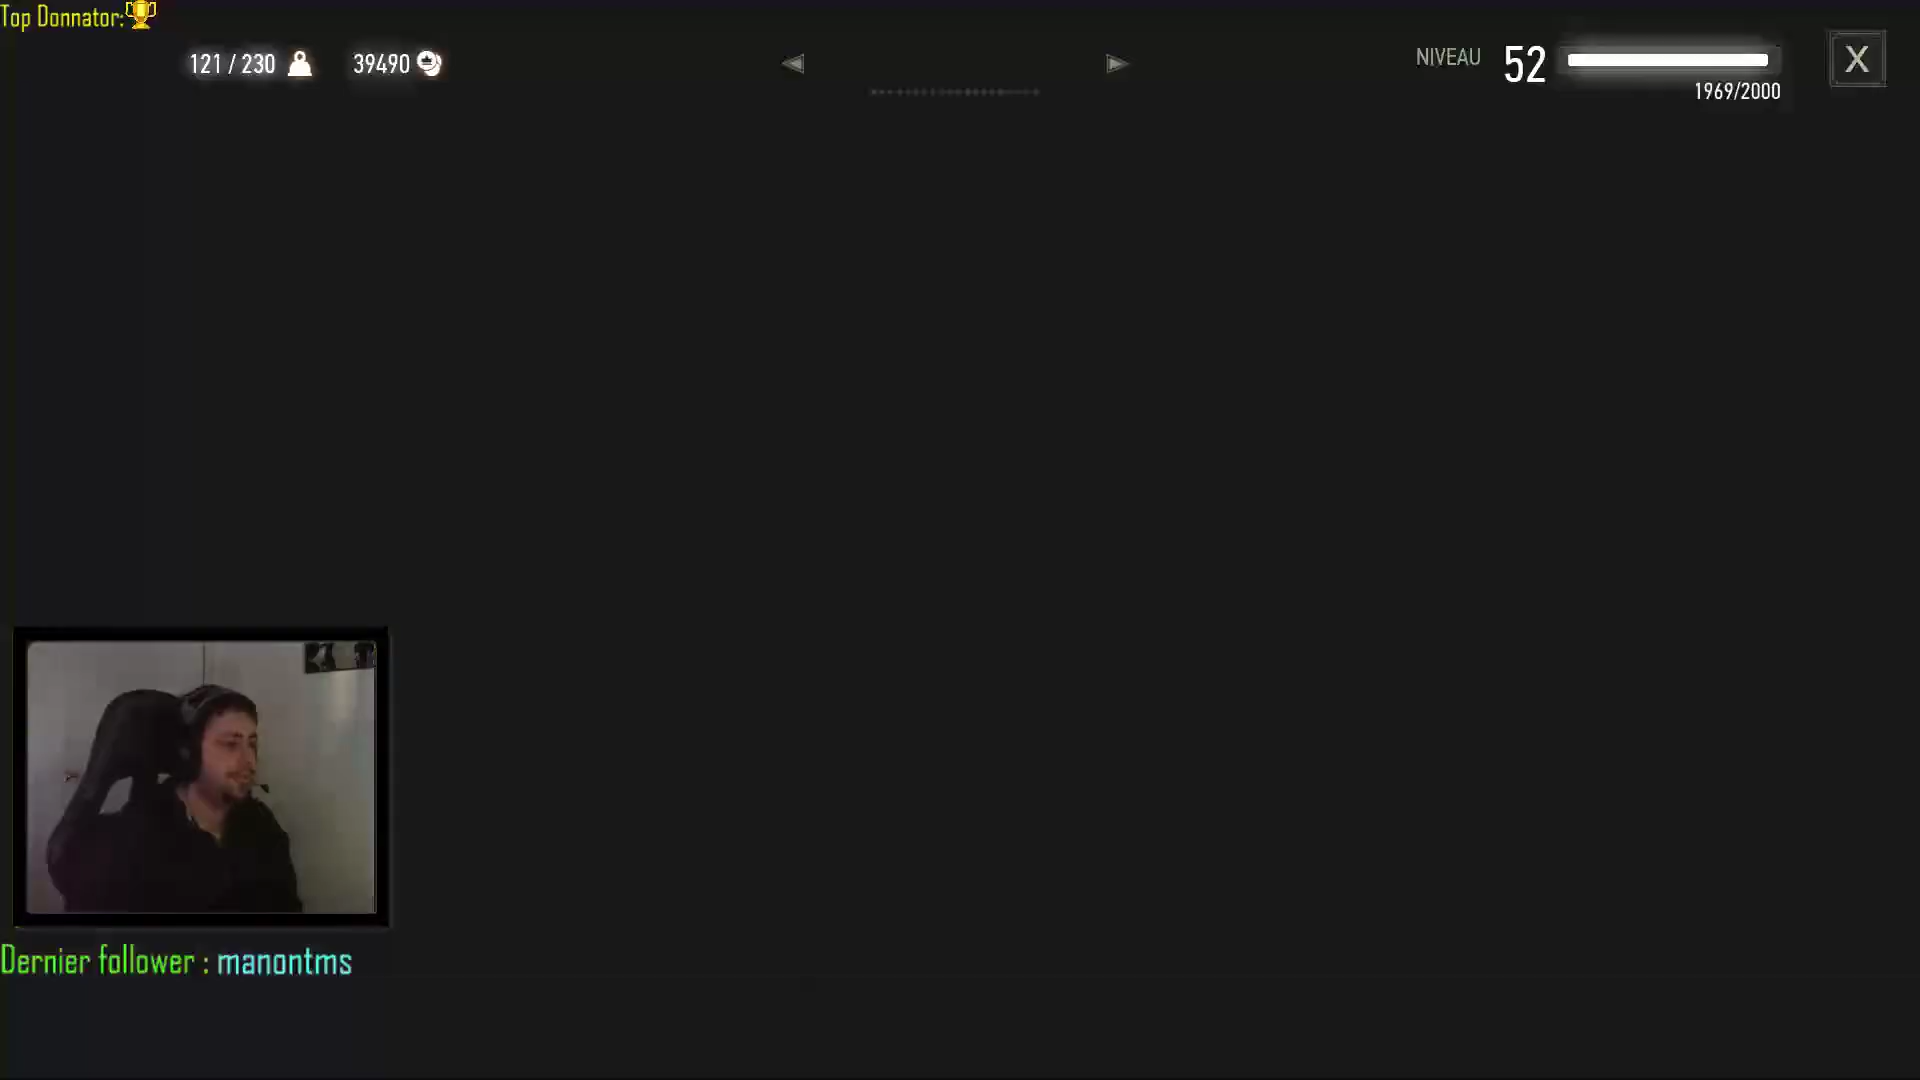 Top Donnator:
121 / 230
39490
NIVEAU 52
1969/2000
X
Dernier follower : manontms